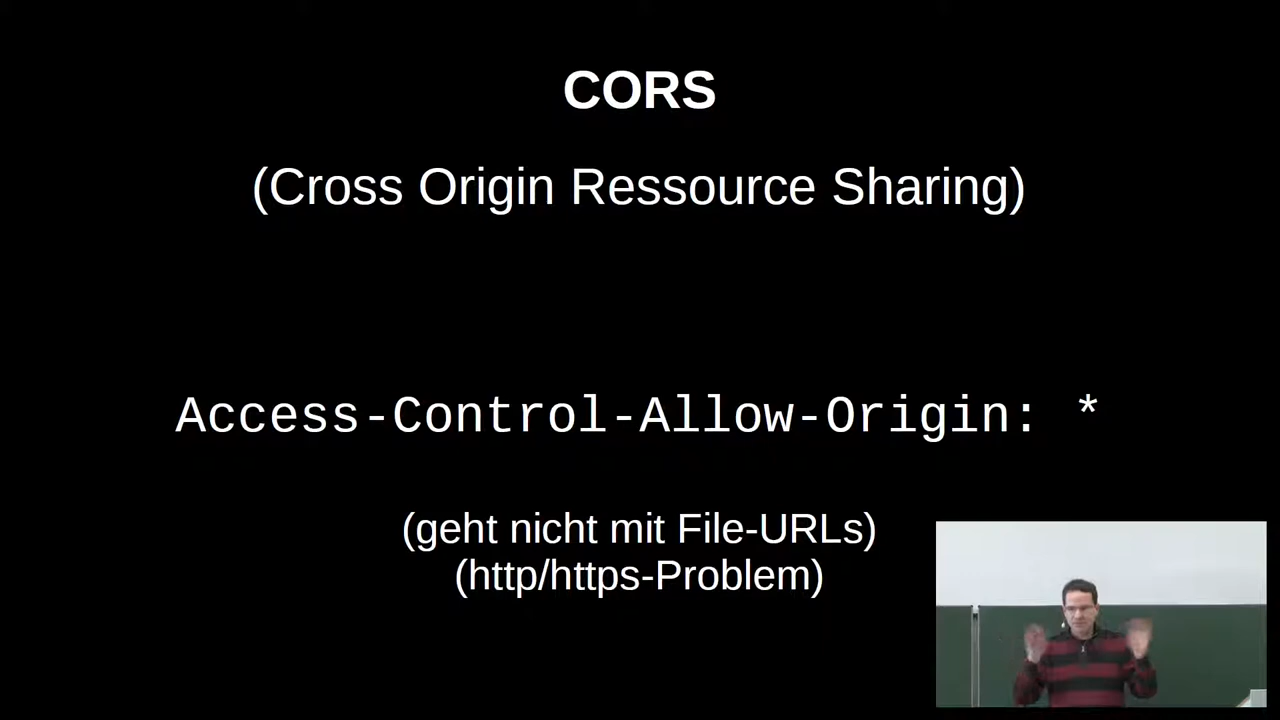 CORS
(Cross Origin Ressource Sharing)
Access-Control-Allow-Origin: *
(geht nicht mit File-URLs)
(http/https-Problem)